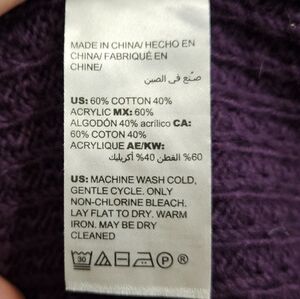 MADE IN CHINA/ HECHO EN
CHINA/ FABRIQUÉ EN
CHINE/
صنع في الصين
US: 60% COTTON 40%
ACRYLIC MX: 60%
ALGODÓN 40% acrílico CA:
60% COTON 40%
ACRYLIQUE AE/KW:
60% القطن 40% أكريليك
US: MACHINE WASH COLD,
GENTLE CYCLE. ONLY
NON-CHLORINE BLEACH.
LAY FLAT TO DRY. WARM
IRON. MAY BE DRY
CLEANED
30 P